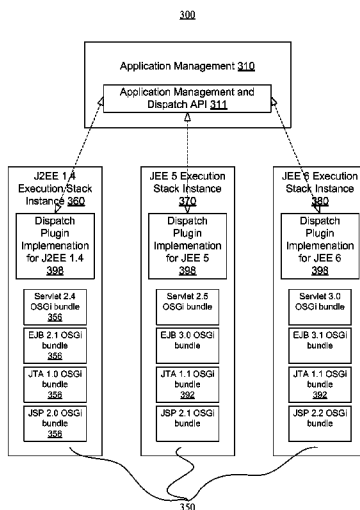 300
Application Management 310
Application Management and
Dispatch API 311
J2EE 1.4
Execution Stack
Instance 360
Dispatch
Plugin
Implemenation
for J2EE 1.4
398
Servlet 2.4
OSGi bundle
356
EJB 2.1 OSGi
bundle
356
JTA 1.0 OSGi
bundle
356
JSP 2.0 OSGi
bundle
356
JEE 5 Execution
Stack Instance
370
Dispatch
Plugin
Implemenation
for JEE 5
398
Servlet 2.5
OSGi bundle
EJB 3.0 OSGi
bundle
JTA 1.1 OSGi
bundle
392
JSP 2.1 OSGi
bundle
JEE 6 Execution
Stack Instance
380
Dispatch
Plugin
Implemenation
for JEE 6
398
Servlet 3.0
OSGi bundle
EJB 3.1 OSGi
bundle
JTA 1.1 OSGi
bundle
392
JSP 2.2 OSGi
bundle
350